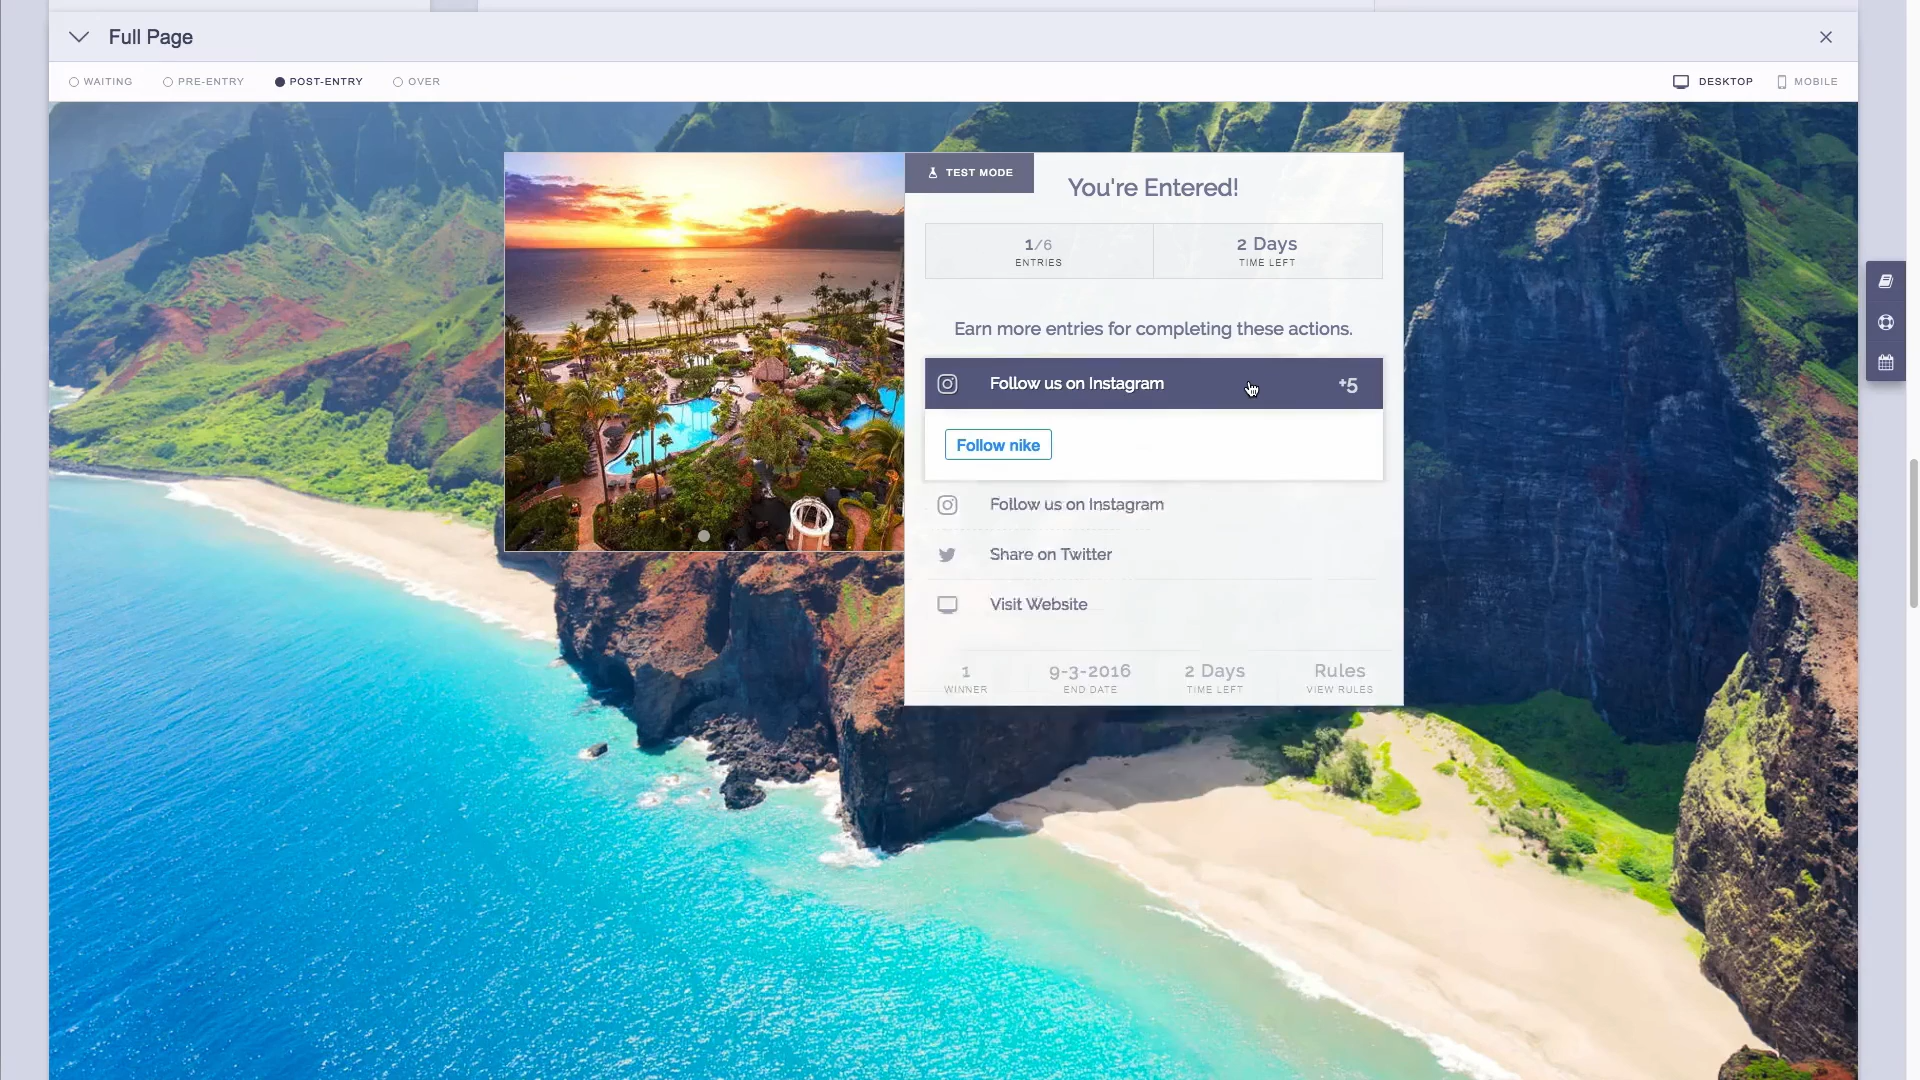 Full Page
WAITING
PRE-ENTRY
POST-ENTRY
OVER
DESKTOP
MOBILE
TEST MODE
You're Entered!
1/6
ENTRIES
2 Days
TIME LEFT
Earn more entries for completing these actions.
Follow us on Instagram
+5
Follow nike
Follow us on Instagram
Share on Twitter
Visit Website
1
WINNER
9-3-2016
END DATE
2 Days
TIME LEFT
Rules
VIEW RULES